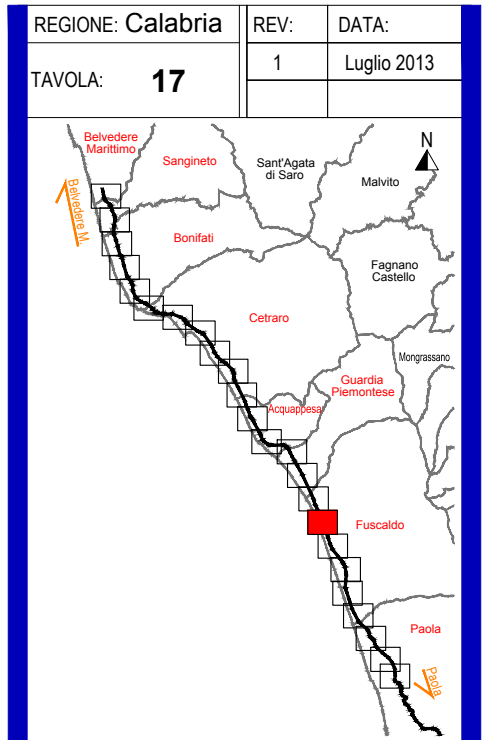 REGIONE: Calabria
REV:
DATA:
TAVOLA: 17
1
Luglio 2013
N
Belvedere
Marittimo
Sangineto
Sant'Agata
di Saro
Malvito
Belvedere M.
Bonifati
Fagnano
Castello
Cetraro
Mongrassano
Guardia
Piemontese
Acquappesa
Fuscaldo
Paola
Paola